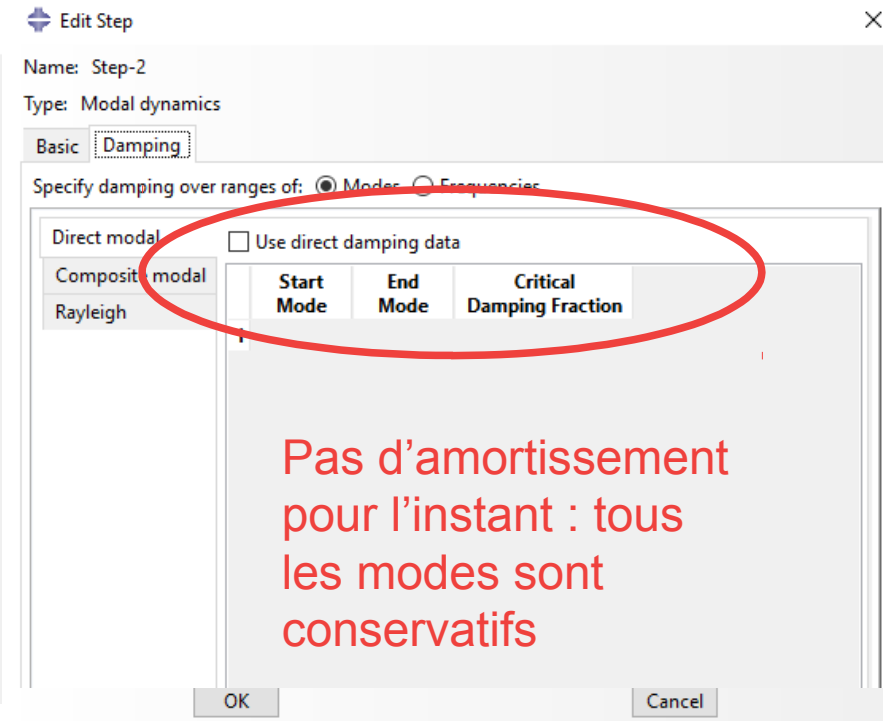 Edit Step
Name: Step-2
Type: Modal dynamics
Basic Damping
Specify damping over ranges of: Modes Frequencies
Direct modal
Composite modal
Rayleigh
Use direct damping data
Start Mode
End Mode
Critical Damping Fraction
1
Pas d’amortissement
pour l’instant : tous
les modes sont
conservatifs
OK Cancel